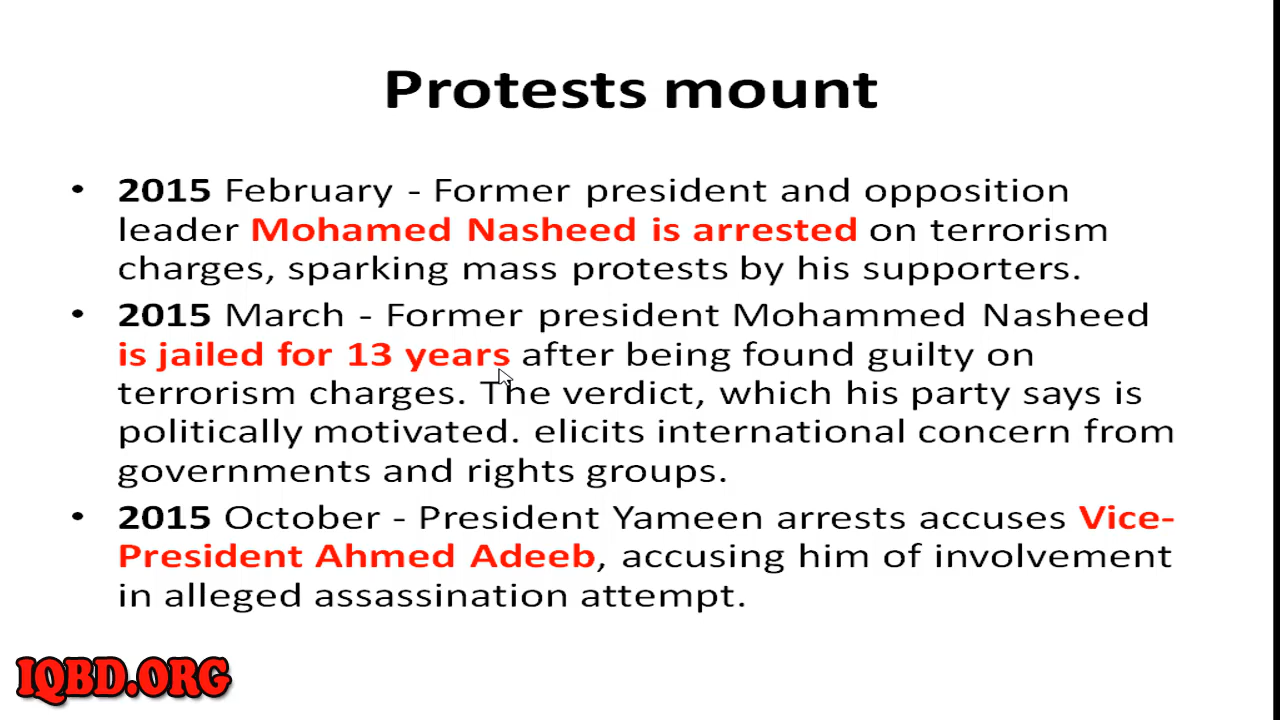 Protests mount
• 2015 February - Former president and opposition
leader Mohamed Nasheed is arrested on terrorism
charges, sparking mass protests by his supporters.
• 2015 March - Former president Mohammed Nasheed
is jailed for 13 years after being found guilty on
terrorism charges. The verdict, which his party says is
politically motivated. elicits international concern from
governments and rights groups.
• 2015 October - President Yameen arrests accuses Vice-
President Ahmed Adeeb, accusing him of involvement
in alleged assassination attempt.
IQBD.ORG